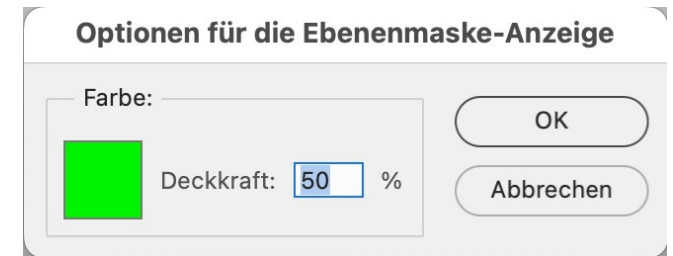 Optionen für die Ebenenmaske-Anzeige
Farbe:
Deckkraft: 50 %
OK
Abbrechen